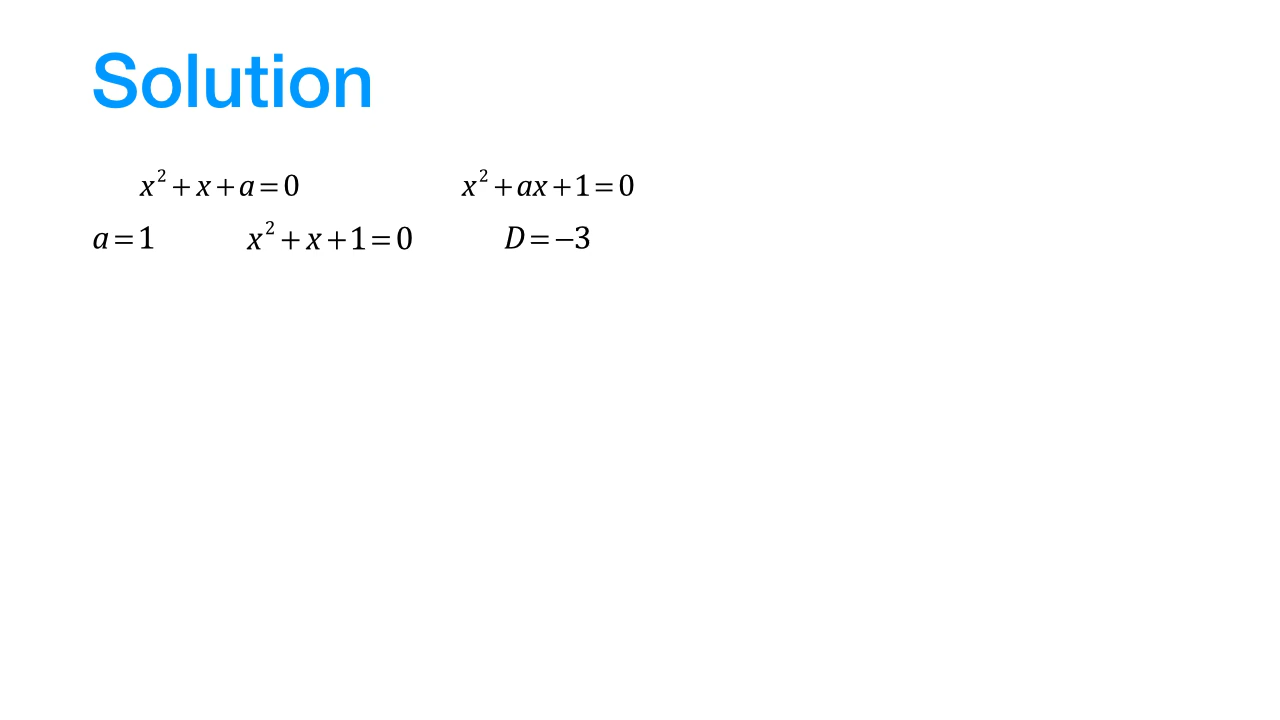 Solution
x²+x+a=0 x²+ax+1=0
a=1 x²+x+1=0 D=−3